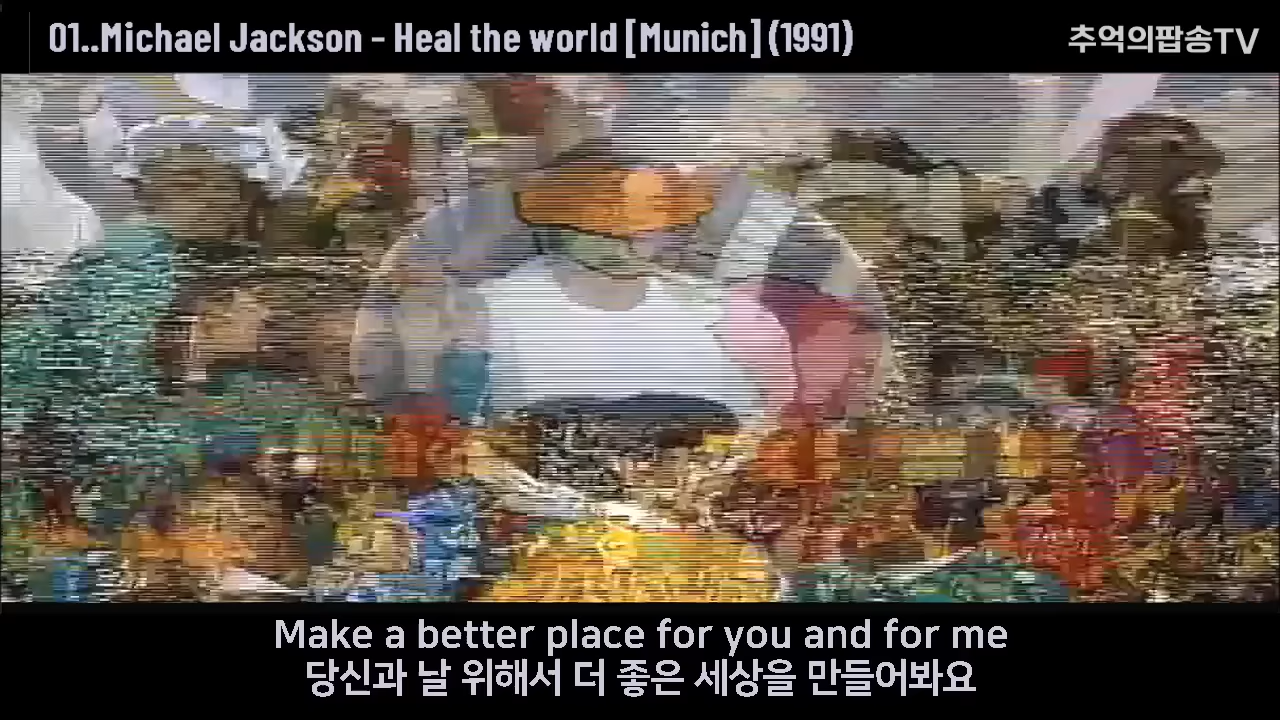 01..Michael Jackson - Heal the world [Munich] (1991)
추억의팝송TV
Make a better place for you and for me
당신과 날 위해서 더 좋은 세상을 만들어봐요